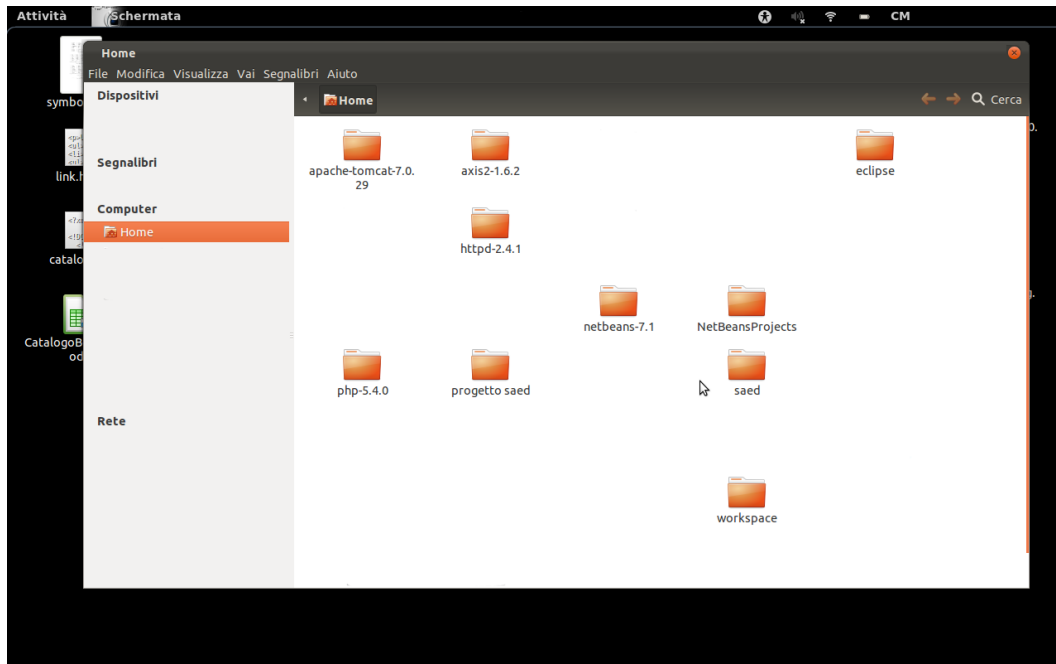 Attività Schermata CM
Home
File Modifica Visualizza Vai Segnalibri Aiuto
Dispositivi
Home
Cerca
Segnalibri
Computer
Home
Rete
symbo
link.h
catalo
CatalogoB
od
apache-tomcat-7.0.
29
axis2-1.6.2
eclipse
httpd-2.4.1
netbeans-7.1
NetBeansProjects
php-5.4.0
progetto saed
saed
workspace